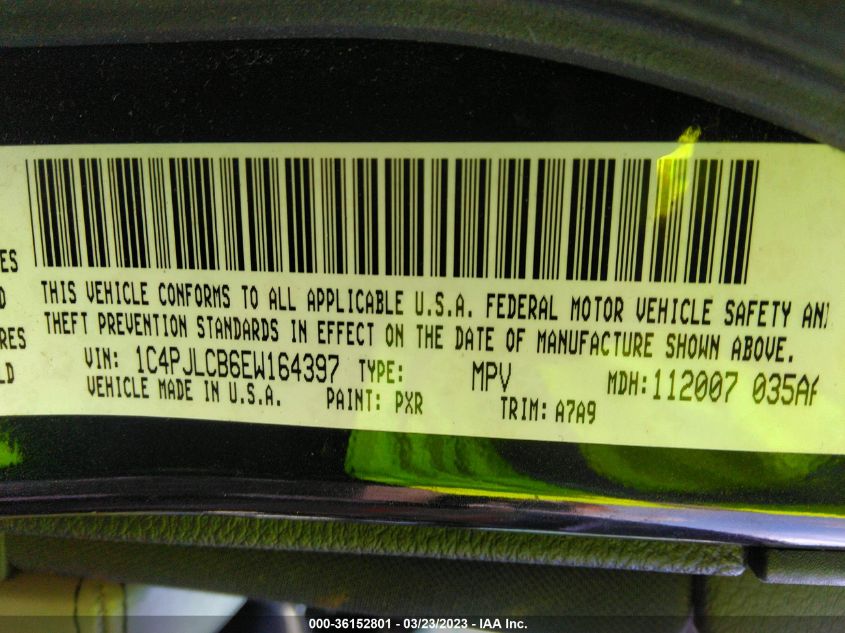 ES
D
RES
LD
THIS VEHICLE CONFORMS TO ALL APPLICABLE U.S.A. FEDERAL MOTOR VEHICLE SAFETY AND
THEFT PREVENTION STANDARDS IN EFFECT ON THE DATE OF MANUFACTURE SHOWN ABOVE.
VIN: 1C4PJLCB6EW164397 TYPE: MPV MDH:112007 035AA
VEHICLE MADE IN U.S.A. PAINT: PXR TRIM: A7A9
000-36152801 - 03/23/2023 - IAA Inc.